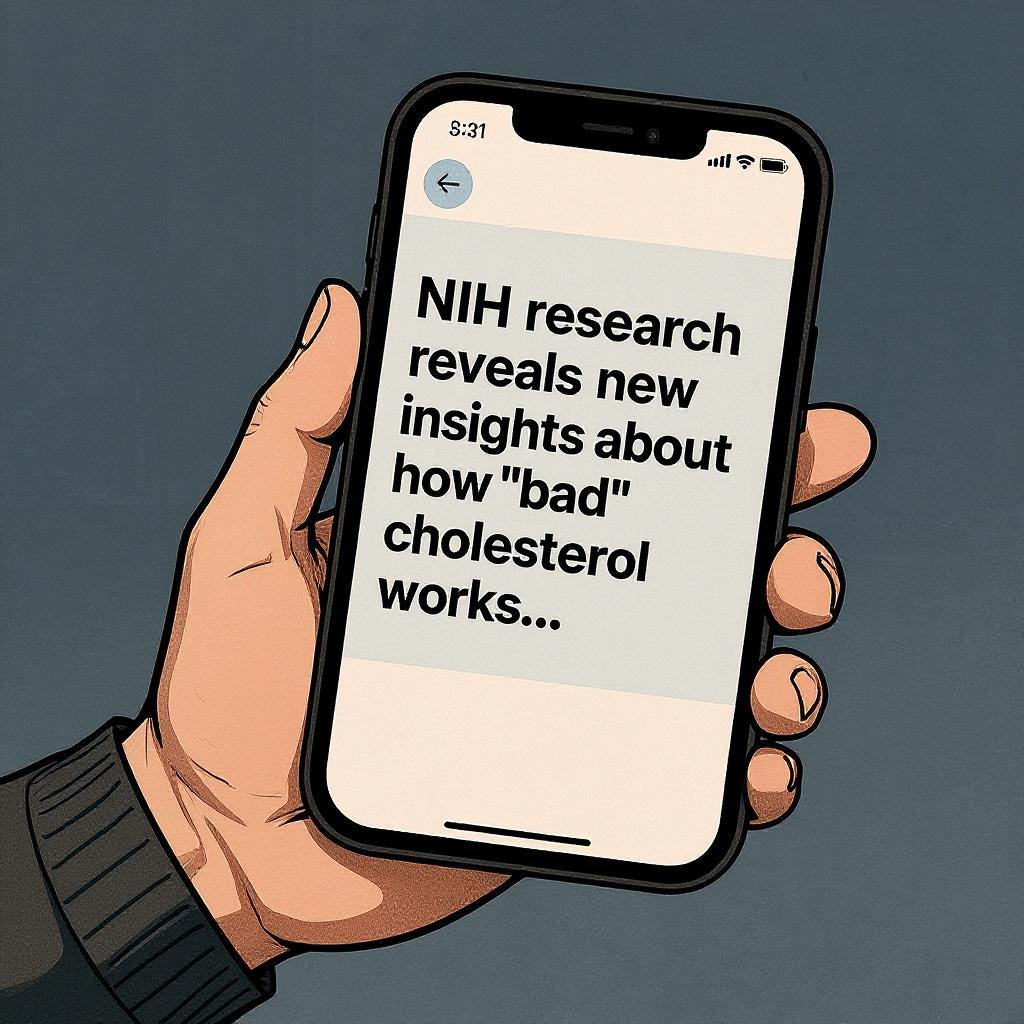 8:31
NIH research
reveals new
insights about
how "bad"
cholesterol
works...